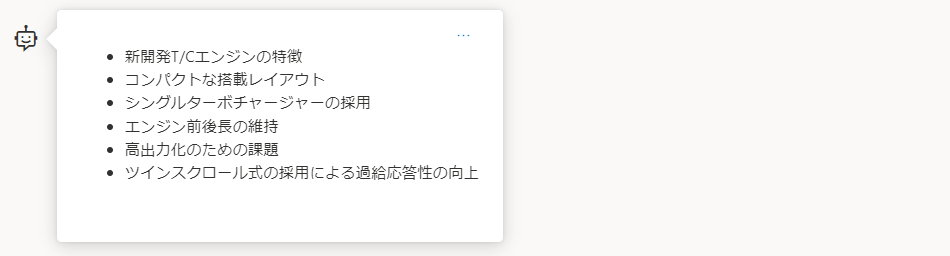 …
• 新開発T/Cエンジンの特徴
• コンパクトな搭載レイアウト
• シングルターボチャージャーの採用
• エンジン前後長の維持
• 高出力化のための課題
• ツインスクロール式の採用による過給応答性の向上